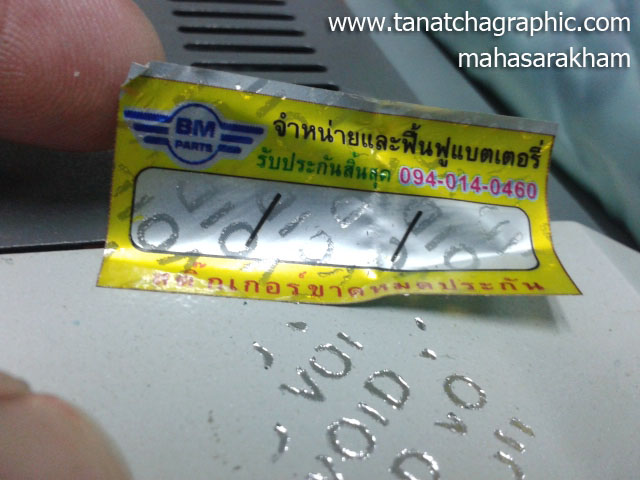 www.tanatchagraphic.com
mahasarakham
BM
PARTS
จำหน่ายและฟื้นฟูแบตเตอรี่
รับประกันสิ้นสุด 094-014-0460
/ /
สติ๊กเกอร์ขาดหมดประกัน
VOI
VOID
VO